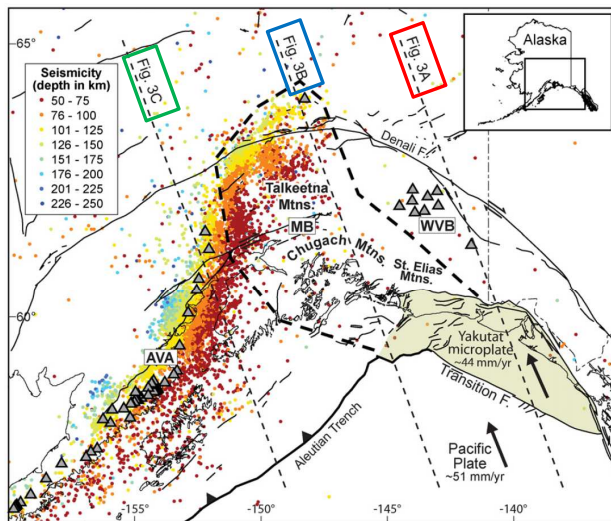 65°
Fig. 3C
Fig. 3B
Fig. 3A
Alaska
Seismicity
(depth in km)
50 - 75
76 - 100
101 - 125
126 - 150
151 - 175
176 - 200
201 - 225
226 - 250
Denali F.
Talkeetna
Mtns.
MB
WVB
Chugach Mtns.
St. Elias
Mtns.
60°
Yakutat
microplate
~44 mm/yr
AVA
Transition F.
Aleutian Trench
Pacific
Plate
~51 mm/yr
-155°
-150°
-145°
-140°